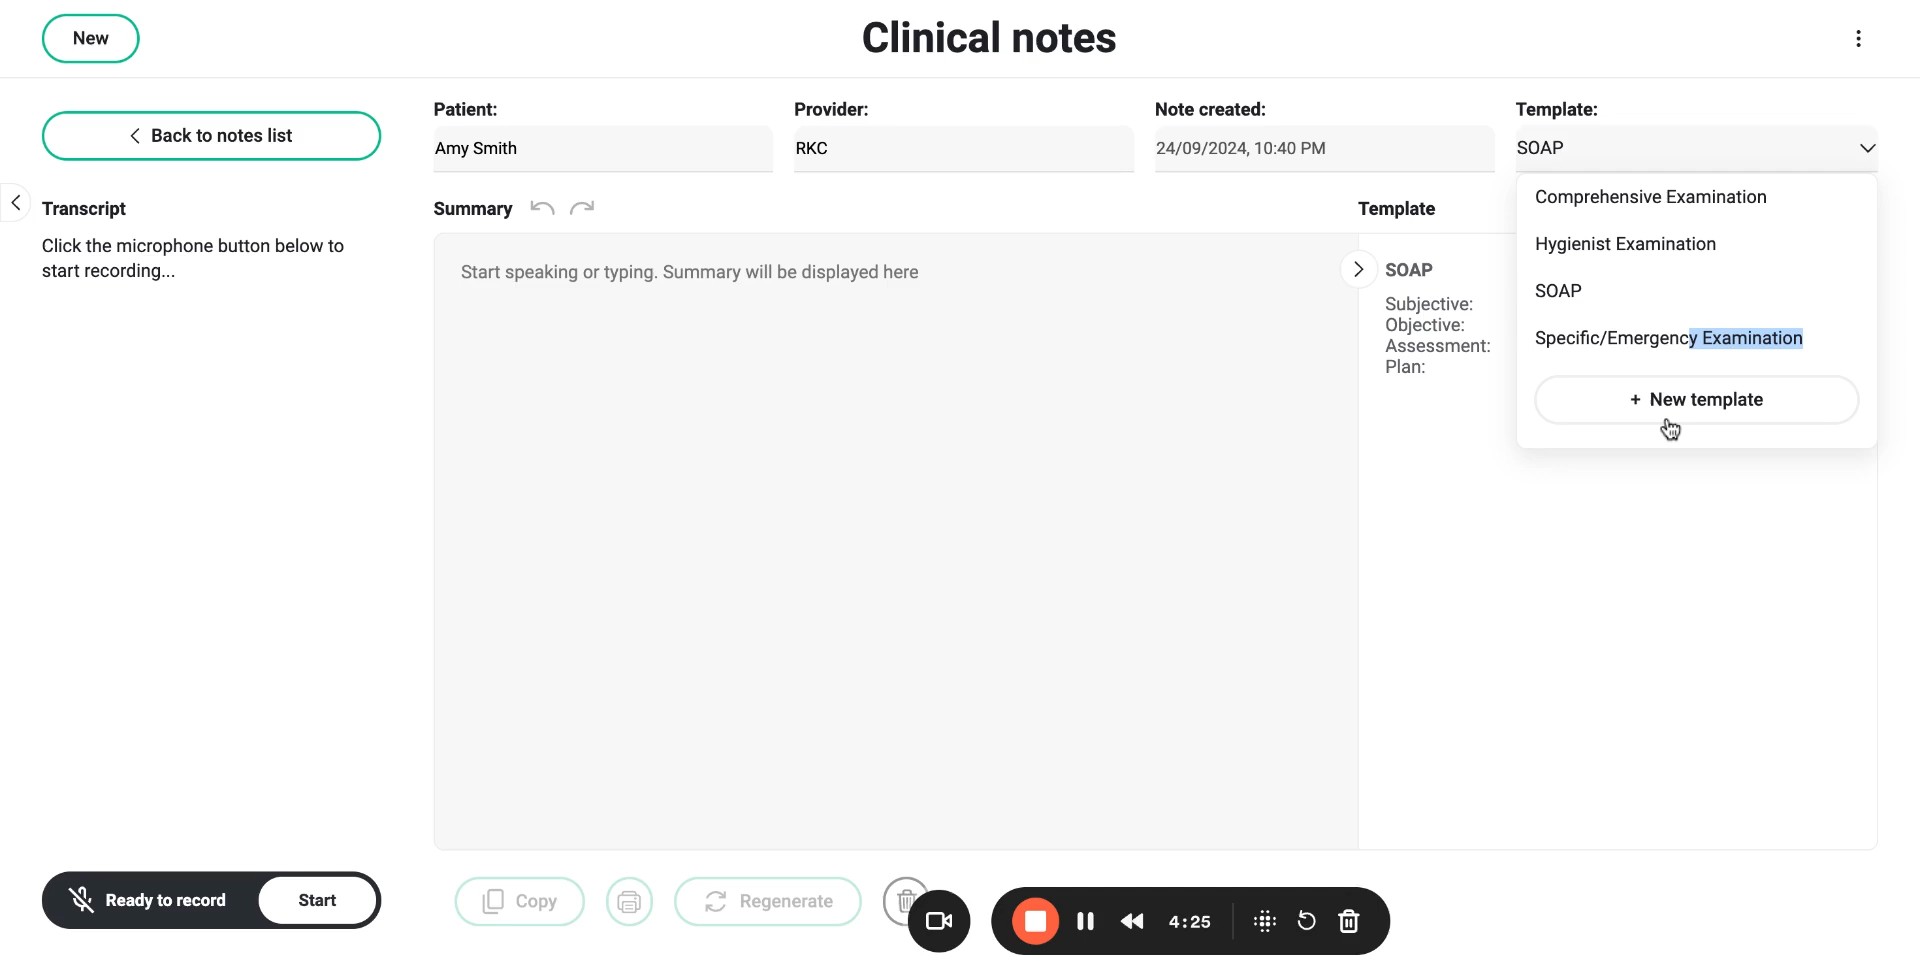 New
Clinical notes
Back to notes list
Patient:
Provider:
Note created:
Template:
Amy Smith
RKC
24/09/2024, 10:40 PM
SOAP
Transcript
Click the microphone button below to
start recording...
Summary
Template
Start speaking or typing. Summary will be displayed here
SOAP
Subjective:
Objective:
Assessment:
Plan:
Comprehensive Examination
Hygienist Examination
SOAP
Specific/Emergency Examination
+ New template
Ready to record
Start
Copy
Regenerate
4:25